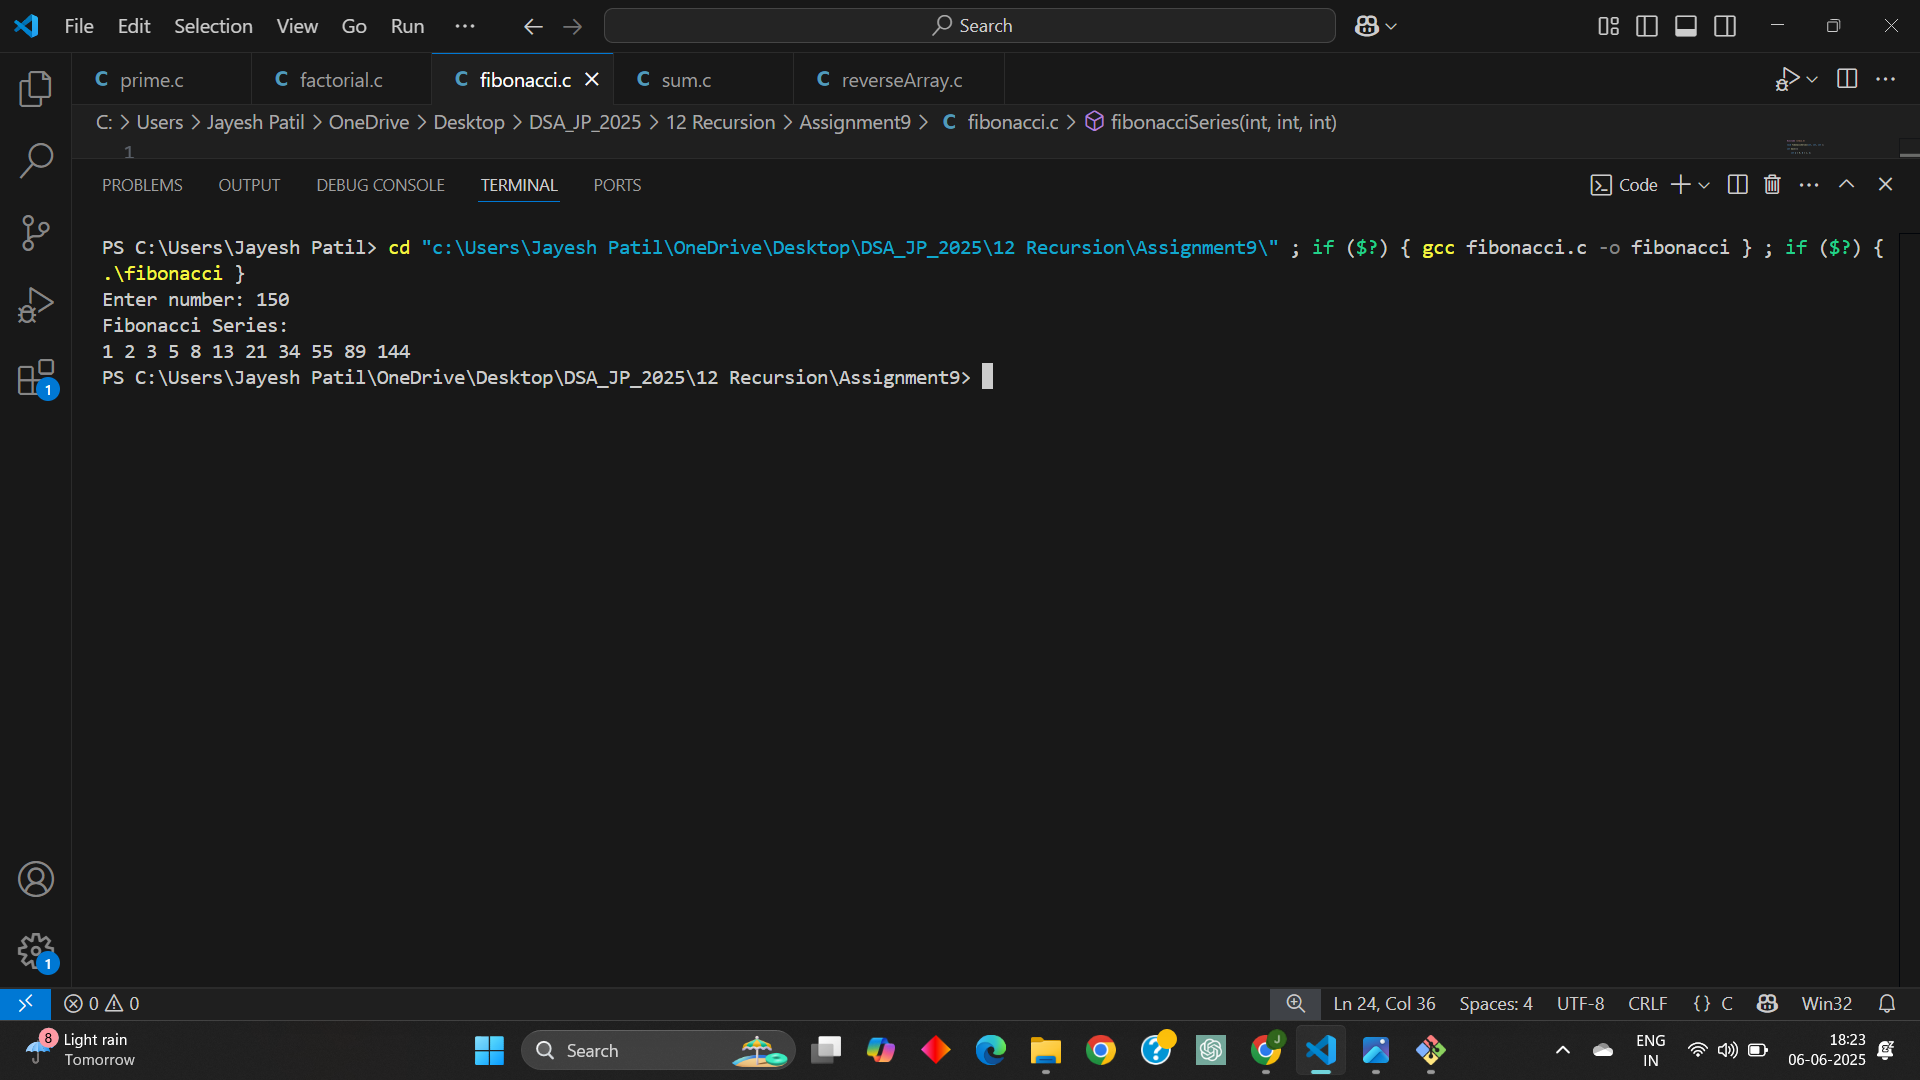 File Edit Selection View Go Run ··· Search
prime.c factorial.c fibonacci.c sum.c reverseArray.c
C: > Users > Jayesh Patil > OneDrive > Desktop > DSA_JP_2025 > 12 Recursion > Assignment9 > C fibonacci.c > fibonacciSeries(int, int, int)
1
PROBLEMS OUTPUT DEBUG CONSOLE TERMINAL PORTS Code
PS C:\Users\Jayesh Patil> cd "c:\Users\Jayesh Patil\OneDrive\Desktop\DSA_JP_2025\12 Recursion\Assignment9\" ; if ($?) { gcc fibonacci.c -o fibonacci } ; if ($?) {
.\fibonacci }
Enter number: 150
Fibonacci Series:
1 2 3 5 8 13 21 34 55 89 144
PS C:\Users\Jayesh Patil\OneDrive\Desktop\DSA_JP_2025\12 Recursion\Assignment9>
1
1
0 0 Ln 24, Col 36 Spaces: 4 UTF-8 CRLF {} C Win32
8 Light rain
Tomorrow
Search
J
ENG
IN
18:23
06-06-2025